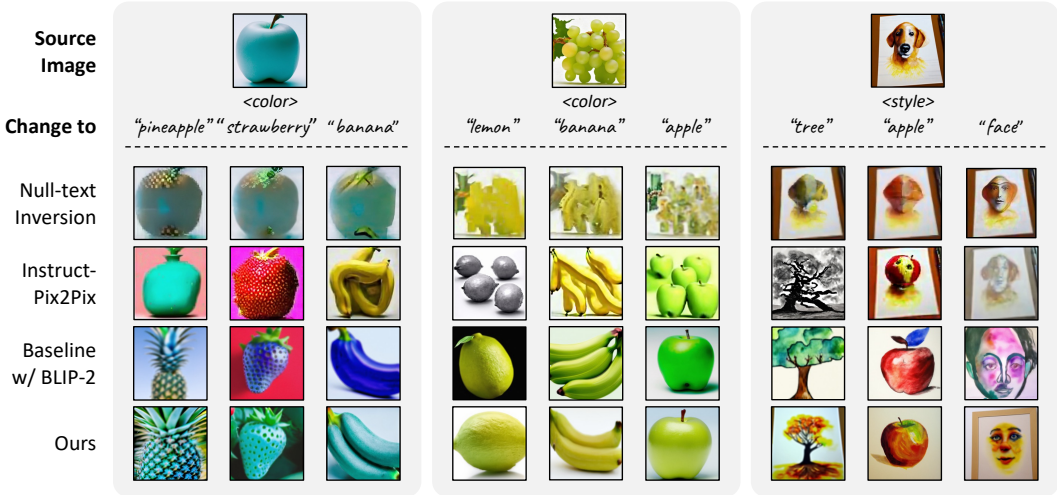 Source
Image
<color>
<color>
<style>
Change to
“pineapple” “strawberry” “banana”
“lemon” “banana” “apple”
“tree” “apple” “face”
Null-text
Inversion
Instruct-
Pix2Pix
Baseline
w/ BLIP-2
Ours